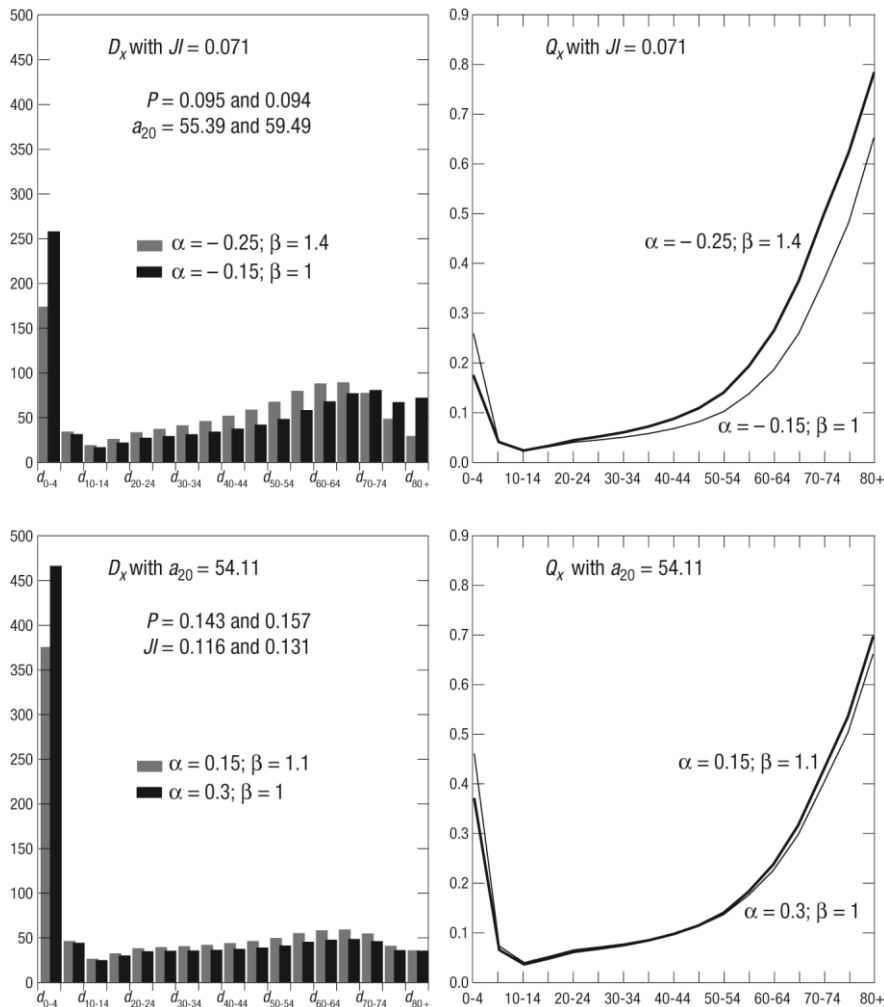 D_x with JI = 0.071
P = 0.095 and 0.094
a_20 = 55.39 and 59.49
α = – 0.25; β = 1.4
α = – 0.15; β = 1
500
450
400
350
300
250
200
150
100
50
0
d_0-4 d_10-14 d_20-24 d_30-34 d_40-44 d_50-54 d_60-64 d_70-74 d_80+
Q_x with JI = 0.071
α = – 0.25; β = 1.4
α = – 0.15; β = 1
0.9
0.8
0.7
0.6
0.5
0.4
0.3
0.2
0.1
0.0
0-4 10-14 20-24 30-34 40-44 50-54 60-64 70-74 80+
D_x with a_20 = 54.11
P = 0.143 and 0.157
JI = 0.116 and 0.131
α = 0.15; β = 1.1
α = 0.3; β = 1
500
450
400
350
300
250
200
150
100
50
0
d_0-4 d_10-14 d_20-24 d_30-34 d_40-44 d_50-54 d_60-64 d_70-74 d_80+
Q_x with a_20 = 54.11
α = 0.15; β = 1.1
α = 0.3; β = 1
0.9
0.8
0.7
0.6
0.5
0.4
0.3
0.2
0.1
0.0
0-4 10-14 20-24 30-34 40-44 50-54 60-64 70-74 80+